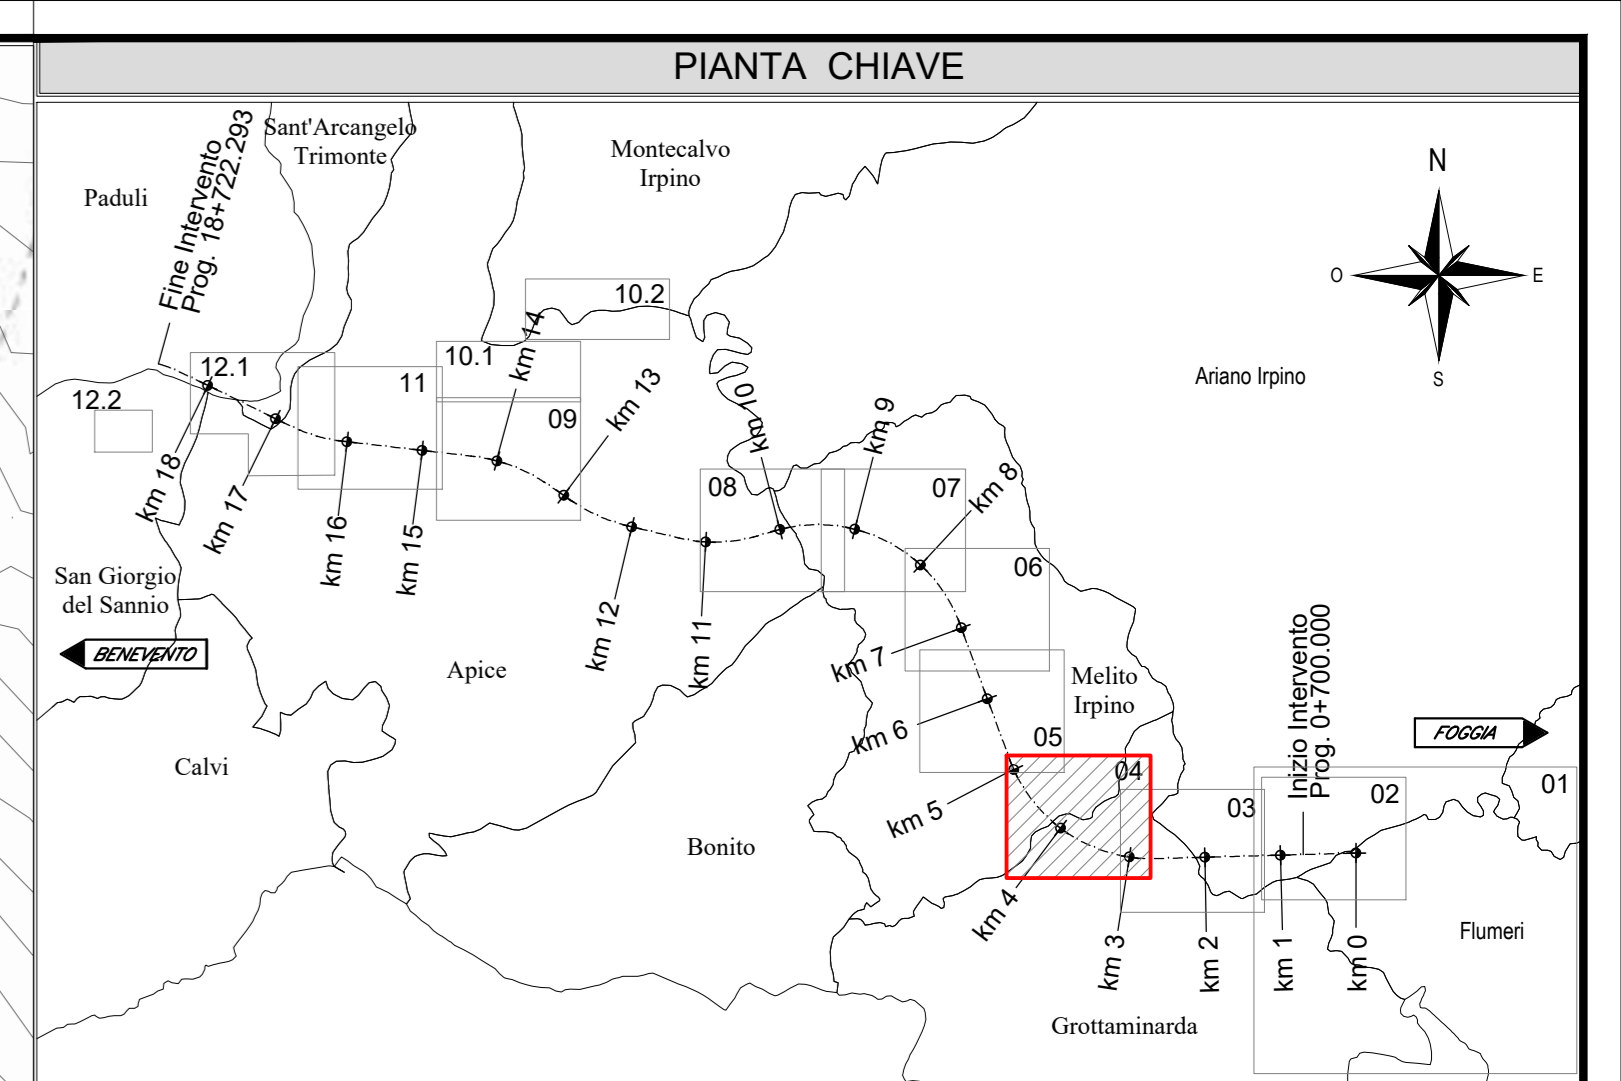 PIANTA CHIAVE
Sant'Arcangelo
Trimonte
Montecalvo
Irpino
Paduli
Fine Intervento
Prog. 18+722.293
N
O
E
S
10.2
10.1
km 14
12.1
11
12.2
09
km 13
km 10
km 9
Ariano Irpino
km 18
km 17
km 16
km 15
08
07
km 8
06
San Giorgio
del Sannio
BENEVENTO
Apice
km 12
km 11
km 7
Melito
Irpino
Inizio Intervento
Prog. 0+700.000
FOGGIA
km 6
05
Calvi
04
03
02
01
km 5
Bonito
km 4
km 3
km 2
km 1
km 0
Flumeri
Grottaminarda